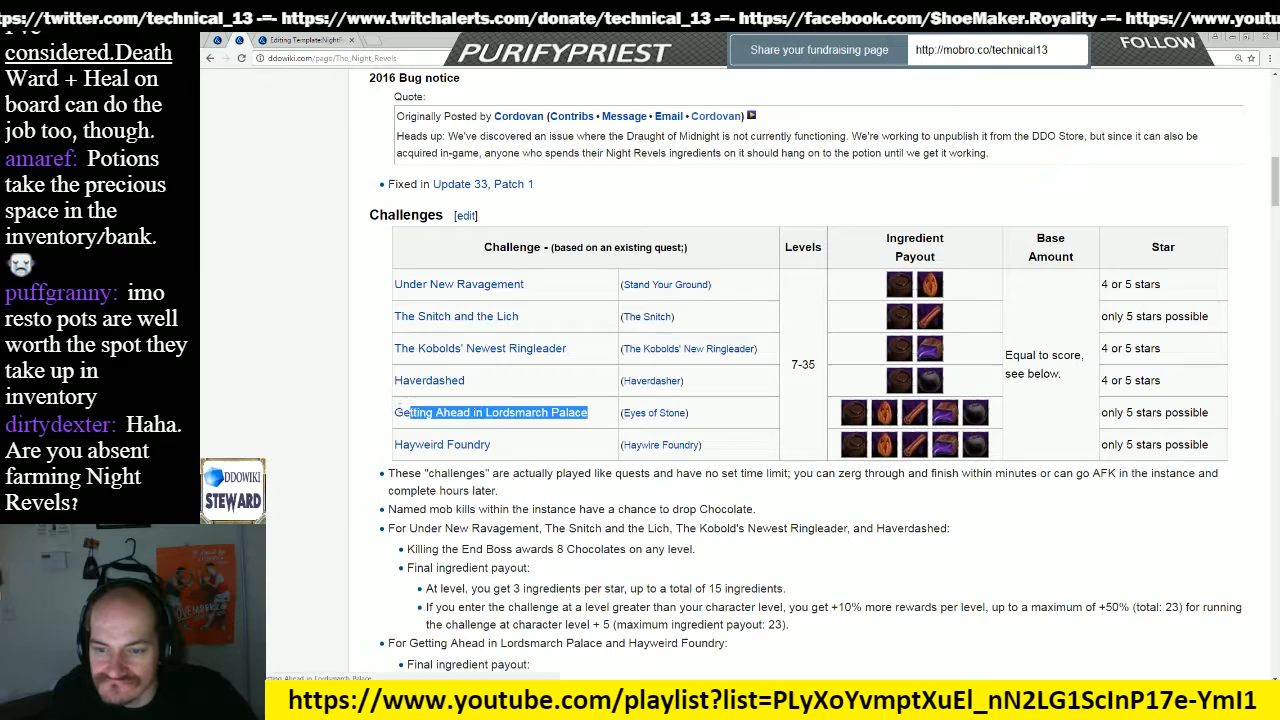 ps://twitter.com/technical_13 -=- https://www.twitchalerts.com/donate/technical_13 -=- https://facebook.com/ShoeMaker.Royality -=- https://www.youtu
considered.Death
Ward + Heal on
board can do the
job too, though.
amaref: Potions
take the precious
space in the
inventory/bank.
puffgranny: imo
resto pots are well
worth the spot they
take up in
inventory
dirtydexter: Haha.
Are you absent
farming Night
Revels?
Editing Template:Night
ddowiki.com/page/The_Night_Revels
PURIFYPRIEST
Share your fundraising page
http://mobro.co/technical13
FOLLOW
2016 Bug notice
Quote:
Originally Posted by Cordovan (Contribs • Message • Email • Cordovan)
Heads up: We've discovered an issue where the Draught of Midnight is not currently functioning. We're working to unpublish it from the DDO Store, but since it can also be
acquired in-game, anyone who spends their Night Revels ingredients on it should hang on to the potion until we get it working.
• Fixed in Update 33, Patch 1
Challenges [edit]
Challenge - (based on an existing quest;) Levels Ingredient Payout Base Amount Star
Under New Ravagement (Stand Your Ground) 4 or 5 stars
The Snitch and the Lich (The Snitch) only 5 stars possible
The Kobolds' Newest Ringleader (The Kobolds' New Ringleader) 4 or 5 stars
7-35 Equal to score, see below.
Haverdashed (Haverdasher) 4 or 5 stars
Getting Ahead in Lordsmarch Palace (Eyes of Stone) only 5 stars possible
Hayweird Foundry (Haywire Foundry) only 5 stars possible
• These "challenges" are actually played like quests and have no set time limit; you can zerg through and finish within minutes or can go AFK in the instance and
complete hours later.
• Named mob kills within the instance have a chance to drop Chocolate.
• For Under New Ravagement, The Snitch and the Lich, The Kobold's Newest Ringleader, and Haverdashed:
• Killing the End Boss awards 8 Chocolates on any level.
• Final ingredient payout:
• At level, you get 3 ingredients per star, up to a total of 15 ingredients.
• If you enter the challenge at a level greater than your character level, you get +10% more rewards per level, up to a maximum of +50% (total: 23) for running
the challenge at character level + 5 (maximum ingredient payout: 23).
• For Getting Ahead in Lordsmarch Palace and Hayweird Foundry:
• Final ingredient payout:
DDOWIKI
STEWARD
https://www.youtube.com/playlist?list=PLyXoYvmptXuEl_nN2LG1ScInP17e-YmI1